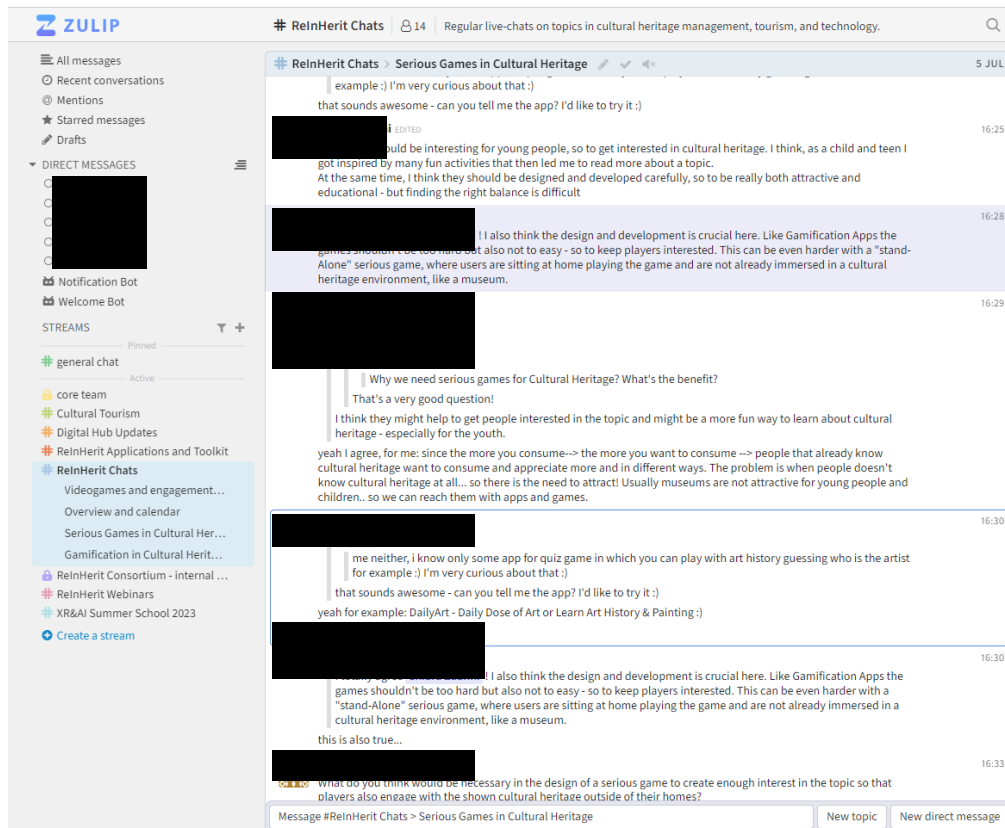 ZULIP
# ReInHerit Chats 14 Regular live-chats on topics in cultural heritage management, tourism, and technology.
All messages
Recent conversations
@ Mentions
Starred messages
Drafts
DIRECT MESSAGES
Notification Bot
Welcome Bot
STREAMS
Pinned
# general chat
Active
core team
# Cultural Tourism
# Digital Hub Updates
# ReInHerit Applications and Toolkit
# ReInHerit Chats
Videogames and engagement...
Overview and calendar
Serious Games in Cultural Her...
Gamification in Cultural Herit...
ReInHerit Consortium - internal ...
# ReInHerit Webinars
# XR&AI Summer School 2023
Create a stream
# ReInHerit Chats > Serious Games in Cultural Heritage 5 JUL
example :) I'm very curious about that :)
that sounds awesome - can you tell me the app? I'd like to try it :)
i EDITED 16:25
ould be interesting for young people, so to get interested in cultural heritage. I think, as a child and teen I
got inspired by many fun activities that then led me to read more about a topic.
At the same time, I think they should be designed and developed carefully, so to be really both attractive and
educational - but finding the right balance is difficult
16:28
! I also think the design and development is crucial here. Like Gamification Apps the
games shouldn't be too hard but also not to easy - so to keep players interested. This can be even harder with a "stand-
Alone" serious game, where users are sitting at home playing the game and are not already immersed in a cultural
heritage environment, like a museum.
16:29
Why we need serious games for Cultural Heritage? What's the benefit?
That's a very good question!
I think they might help to get people interested in the topic and might be a more fun way to learn about cultural
heritage - especially for the youth.
yeah I agree, for me: since the more you consume--> the more you want to consume --> people that already know
cultural heritage want to consume and appreciate more and in different ways. The problem is when people doesn't
know cultural heritage at all... so there is the need to attract! Usually museums are not attractive for young people and
children.. so we can reach them with apps and games.
16:30
me neither, i know only some app for quiz game in which you can play with art history guessing who is the artist
for example :) I'm very curious about that :)
that sounds awesome - can you tell me the app? I'd like to try it :)
yeah for example: DailyArt - Daily Dose of Art or Learn Art History & Painting :)
16:30
! I also think the design and development is crucial here. Like Gamification Apps the
games shouldn't be too hard but also not to easy - so to keep players interested. This can be even harder with a
"stand-Alone" serious game, where users are sitting at home playing the game and are not already immersed in a
cultural heritage environment, like a museum.
this is also true...
16:33
What do you think would be necessary in the design of a serious game to create enough interest in the topic so that
players also engage with the shown cultural heritage outside of their homes?
Message #ReInHerit Chats > Serious Games in Cultural Heritage New topic New direct message